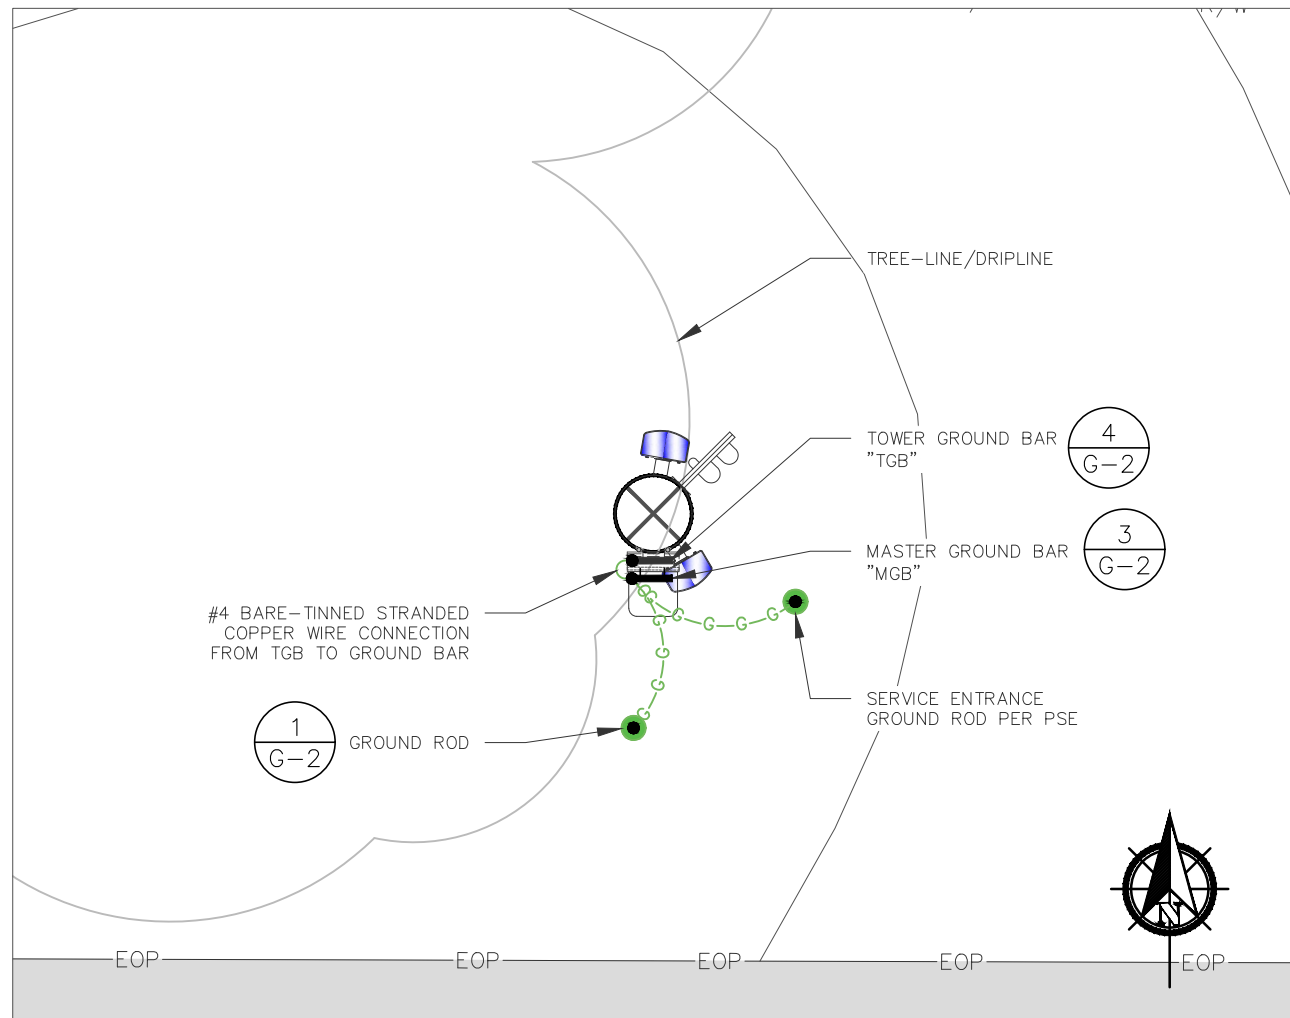 TREE-LINE/DRIPLINE
TOWER GROUND BAR
"TGB"
4
G-2
MASTER GROUND BAR
"MGB"
3
G-2
#4 BARE-TINNED STRANDED
COPPER WIRE CONNECTION
FROM TGB TO GROUND BAR
G G G G
G G G G
SERVICE ENTRANCE
GROUND ROD PER PSE
1
G-2
GROUND ROD
N
EOP EOP EOP EOP EOP